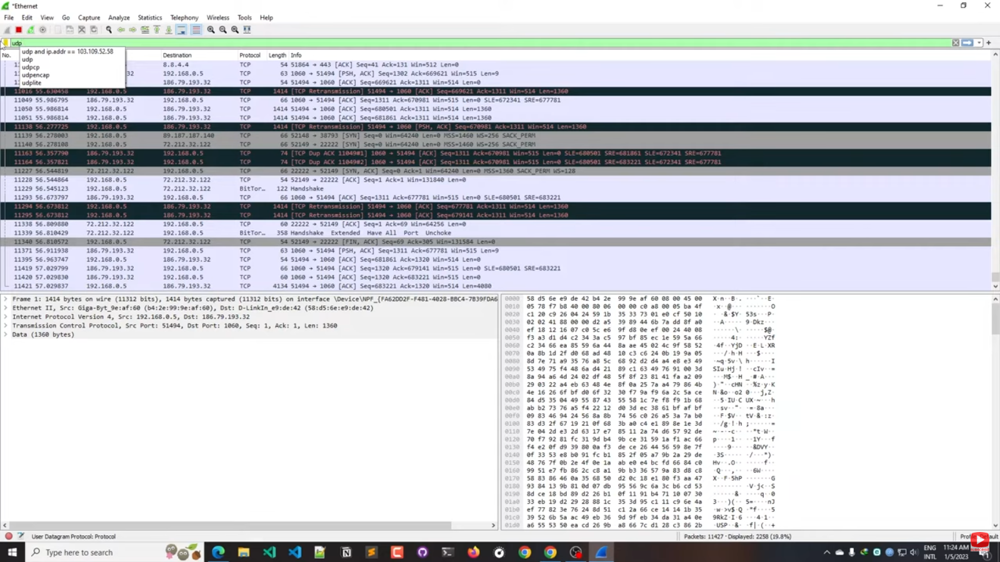 *Ethernet
File Edit View Go Capture Analyze Statistics Telephony Wireless Tools Help
udp
udp and ip.addr == 103.109.52.58
udp
udpcp
udpencap
udplite
No. Destination Protocol Length Info
8.8.4.4 TCP 54 51864 → 443 [ACK] Seq=41 Ack=131 Win=512 Len=0
192.168.0.5 TCP 63 1060 → 51494 [PSH, ACK] Seq=1302 Ack=669621 Win=515 Len=9
186.79.193.32 TCP 54 51494 → 1060 [ACK] Seq=669621 Ack=1311 Win=514 Len=0
11016 55.630458 192.168.0.5 186.79.193.32 TCP 1414 [TCP Retransmission] 51494 → 1060 [ACK] Seq=669621 Ack=1311 Win=514 Len=1360
11049 55.986795 186.79.193.32 192.168.0.5 TCP 66 1060 → 51494 [ACK] Seq=1311 Ack=670981 Win=515 Len=0 SLE=672341 SRE=677781
11050 55.986814 192.168.0.5 186.79.193.32 TCP 1414 51494 → 1060 [ACK] Seq=680501 Ack=1311 Win=514 Len=1360
11051 55.986814 192.168.0.5 186.79.193.32 TCP 1414 51494 → 1060 [ACK] Seq=681861 Ack=1311 Win=514 Len=1360
11138 56.277725 192.168.0.5 186.79.193.32 TCP 1414 [TCP Retransmission] 51494 → 1060 [PSH, ACK] Seq=670981 Ack=1311 Win=514 Len=1360
11139 56.278003 192.168.0.5 89.187.187.140 TCP 66 52148 → 38793 [SYN] Seq=0 Win=64240 Len=0 MSS=1460 WS=256 SACK_PERM
11140 56.278108 192.168.0.5 72.212.32.122 TCP 66 52149 → 22222 [SYN] Seq=0 Win=64240 Len=0 MSS=1460 WS=256 SACK_PERM
11163 56.357790 186.79.193.32 192.168.0.5 TCP 74 [TCP Dup ACK 11049#1] 1060 → 51494 [ACK] Seq=1311 Ack=670981 Win=515 Len=0 SLE=680501 SRE=681861 SLE=672341 SRE=677781
11164 56.357821 186.79.193.32 192.168.0.5 TCP 74 [TCP Dup ACK 11049#2] 1060 → 51494 [ACK] Seq=1311 Ack=670981 Win=515 Len=0 SLE=680501 SRE=683221 SLE=672341 SRE=677781
11227 56.544819 72.212.32.122 192.168.0.5 TCP 66 22222 → 52149 [SYN, ACK] Seq=0 Ack=1 Win=64240 Len=0 MSS=1360 SACK_PERM WS=128
11228 56.544864 192.168.0.5 72.212.32.122 TCP 54 52149 → 22222 [ACK] Seq=1 Ack=1 Win=131840 Len=0
11229 56.545123 192.168.0.5 72.212.32.122 BitTor… 122 Handshake
11293 56.673797 186.79.193.32 192.168.0.5 TCP 66 1060 → 51494 [ACK] Seq=1311 Ack=677781 Win=515 Len=0 SLE=680501 SRE=683221
11294 56.673812 192.168.0.5 186.79.193.32 TCP 1414 [TCP Retransmission] 51494 → 1060 [ACK] Seq=677781 Ack=1311 Win=514 Len=1360
11295 56.673812 192.168.0.5 186.79.193.32 TCP 1414 [TCP Retransmission] 51494 → 1060 [ACK] Seq=679141 Ack=1311 Win=514 Len=1360
11338 56.809880 72.212.32.122 192.168.0.5 TCP 60 22222 → 52149 [ACK] Seq=1 Ack=69 Win=64256 Len=0
11339 56.810429 72.212.32.122 192.168.0.5 BitTor… 358 Handshake Extended Have All Port Unchoke
11340 56.810572 192.168.0.5 72.212.32.122 TCP 54 52149 → 22222 [FIN, ACK] Seq=69 Ack=305 Win=131584 Len=0
11371 56.911938 186.79.193.32 192.168.0.5 TCP 63 1060 → 51494 [PSH, ACK] Seq=1311 Ack=677781 Win=515 Len=9
11395 56.963747 192.168.0.5 186.79.193.32 TCP 54 51494 → 1060 [ACK] Seq=681861 Ack=1320 Win=514 Len=0
11419 57.029799 186.79.193.32 192.168.0.5 TCP 66 1060 → 51494 [ACK] Seq=1320 Ack=679141 Win=515 Len=0 SLE=680501 SRE=683221
11420 57.029830 186.79.193.32 192.168.0.5 TCP 60 1060 → 51494 [ACK] Seq=1320 Ack=683221 Win=515 Len=0
11421 57.029837 192.168.0.5 186.79.193.32 TCP 4134 51494 → 1060 [ACK] Seq=683221 Ack=1320 Win=514 Len=4080
Frame 1: 1414 bytes on wire (11312 bits), 1414 bytes captured (11312 bits) on interface \Device\NPF_{FA62DD2F-F481-4028-BBC4-7B39FDA6
Ethernet II, Src: Giga-Byt_9e:af:60 (b4:2e:99:9e:af:60), Dst: D-LinkIn_e9:de:42 (58:d5:6e:e9:de:42)
Internet Protocol Version 4, Src: 192.168.0.5, Dst: 186.79.193.32
Transmission Control Protocol, Src Port: 51494, Dst Port: 1060, Seq: 1, Ack: 1, Len: 1360
Data (1360 bytes)
0000 58 d5 6e e9 de 42 b4 2e 99 9e af 60 08 00 45 00
0010 05 78 f7 b8 40 00 80 06 00 00 c0 a8 00 05 ba 4f
0020 c1 20 c9 26 04 24 59 1b 35 33 73 01 e0 cf 50 10
0030 02 02 41 88 00 00 d2 a5 39 89 44 6b 7a dd 8f a0
0040 ef 18 12 16 07 c0 5c e6 9f d8 0e ef 00 24 40 08
0050 f3 a3 d1 d4 c2 34 3a c5 97 bf 85 ec 1e 59 5a 66
0060 c2 34 66 ea 85 59 6a 44 8a ae 45 02 4c 9f 58 52
0070 0a 8b 1d 2f d0 68 ad 48 10 c3 c6 24 0b 19 9a 05
0080 8d 7e 71 a9 35 76 a8 5c 68 92 d2 d4 a4 e8 e3 49
0090 53 49 75 f4 48 6a d4 21 89 c1 63 49 76 91 00 3d
00a0 8a 94 a6 4d 24 02 df 48 5f 8f 23 81 41 fa a2 09
00b0 29 03 22 a4 eb 63 48 4e 8f 0a 25 7a a4 79 86 4b
00c0 4e 16 26 6f bf d0 6f 32 30 f7 9a f9 6a 2c 5a ce
00d0 84 d5 35 04 49 55 87 43 55 58 1c 7e f8 f9 1b 68
00e0 ab b2 73 76 a5 f4 22 12 d0 3d ec 38 61 bf af bf
00f0 09 83 46 94 24 56 8a 8b 74 56 c0 26 a5 3a 7a b0
0100 83 d3 2f 67 19 21 0f 68 3b a0 c4 e1 89 8e 1e 3d
0110 7e 04 2d e3 2d 63 17 e7 85 11 2a 74 d6 57 92 de
0120 70 f7 92 81 fc 31 9d b4 9b ce 31 59 1a f1 ac 66
0130 f4 e2 0f d9 39 80 0a f3 de ce 26 44 56 59 8e 7f
0140 0f 33 53 e8 b0 91 fc b1 85 2f 05 a7 9b 2a 29 de
0150 48 76 7f 0b 2e 4f 0e 1a ab e0 e4 bc fd 66 84 c0
0160 99 51 e7 fb 86 2c c8 a1 9b b3 36 57 9a 83 d8 c8
0170 58 83 86 46 0a 35 68 50 d2 0c 18 e1 80 f3 aa 47
0180 93 84 13 9b 81 0d 07 db 95 56 9c 6a 3c b6 cd 53
0190 8d ce 18 bd 89 d2 26 b1 0f 11 91 b4 71 10 07 30
01a0 33 eb 19 d2 29 28 88 1c 35 3d 95 c1 11 c9 6e 4a
01b0 ef 77 82 3e 76 24 8d 51 c1 2a 66 ce 14 14 1b 35
01c0 39 52 6b 5a ac 49 eb 36 9d 9f eb 34 da 31 a4 0e
01d0 a6 55 53 50 ea cd 26 9b a8 66 7c d1 28 c3 86 2b
User Datagram Protocol: Protocol
Packets: 11427 · Displayed: 2258 (19.8%)
Default
Type here to search
ENG
INTL
11:24 AM
1/5/2023